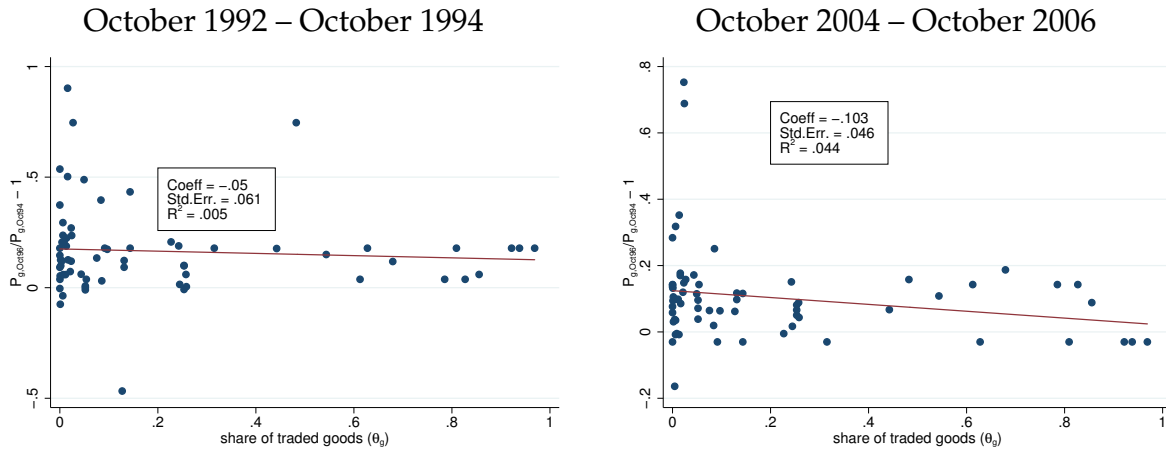 October 1992 – October 1994
1
.5
0
−.5
P_g,Oct96/P_g,Oct94 − 1
Coeff = −.05
Std.Err. = .061
R² = .005
0
.2
.4
.6
.8
1
share of traded goods (θ_g)
October 2004 – October 2006
.8
.6
.4
.2
0
−.2
P_g,Oct96/P_g,Oct94 − 1
Coeff = −.103
Std.Err. = .046
R² = .044
0
.2
.4
.6
.8
1
share of traded goods (θ_g)